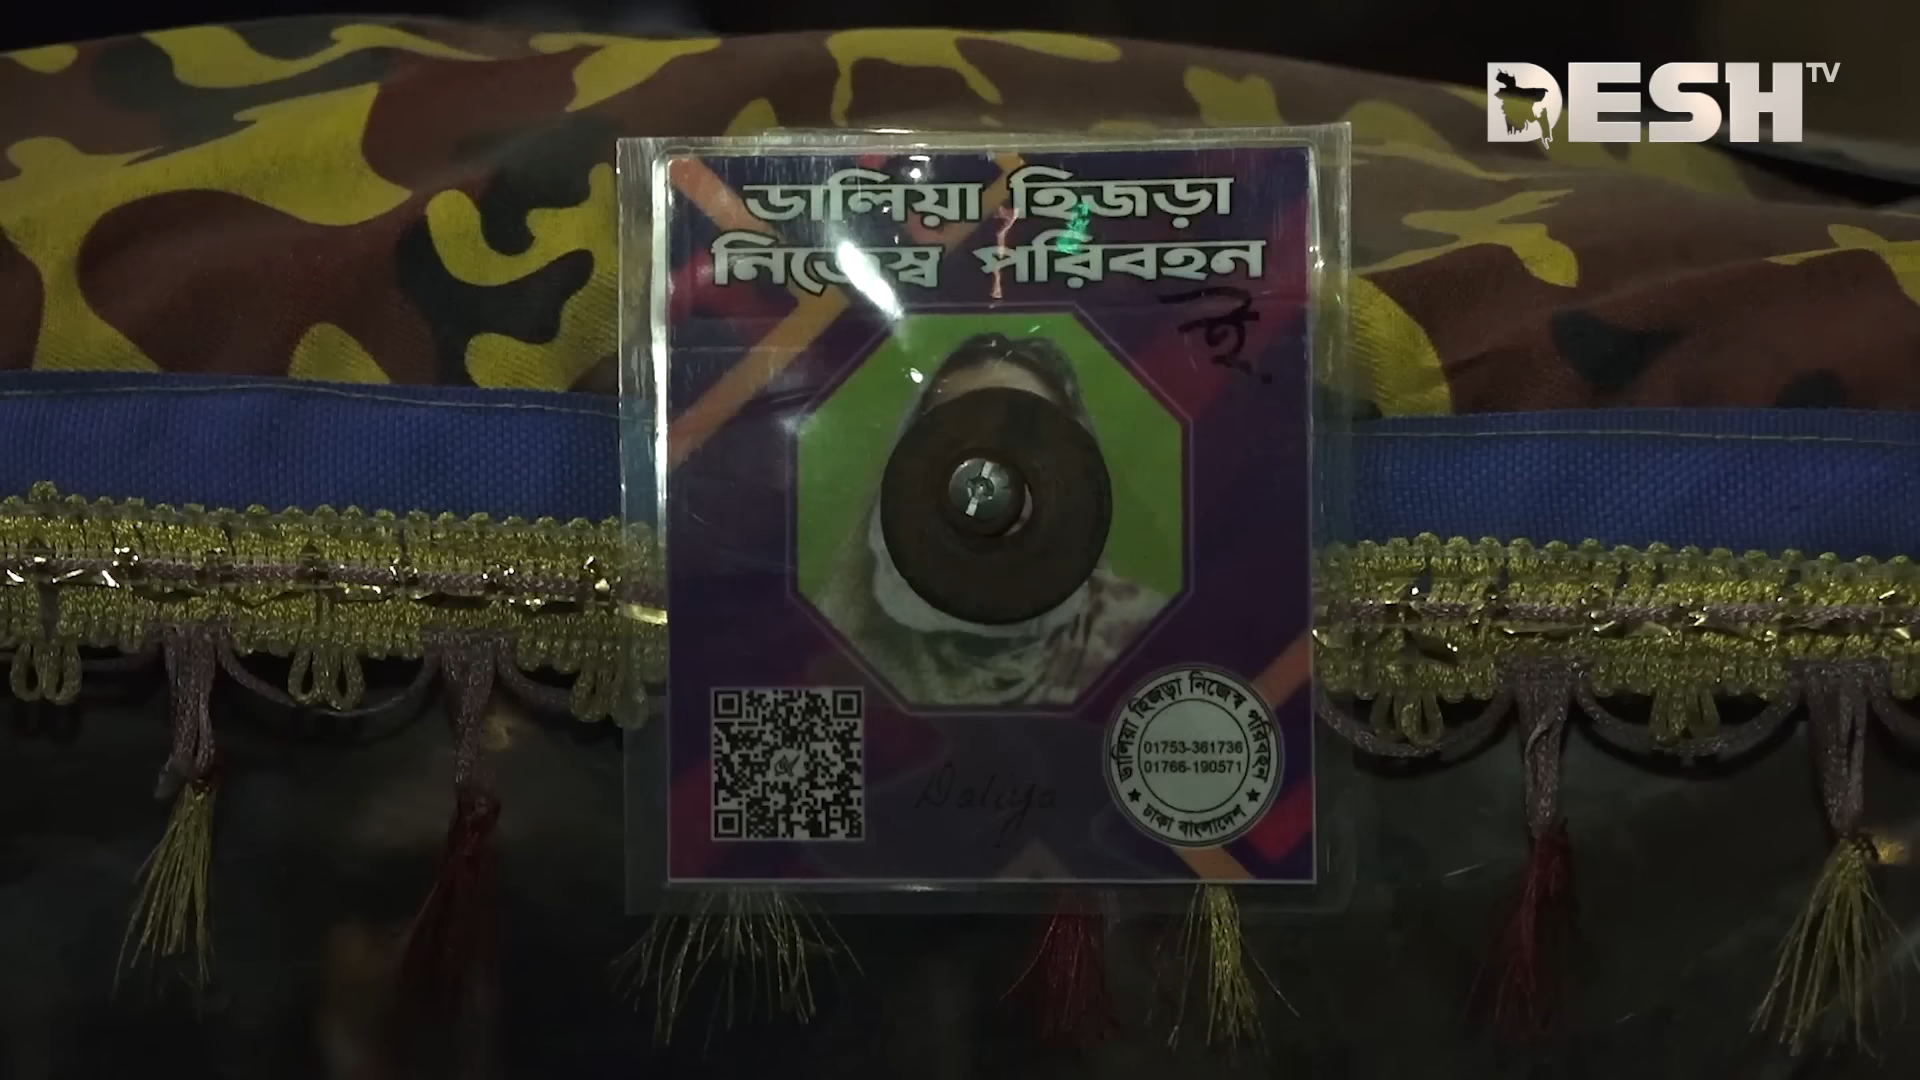 DESH TV
ডালিয়া হিজড়া
নিজেস্ব পরিবহন
ই
Daliya
ডালিয়া হিজড়া নিজেস্ব পরিবহন
01753-361736
01766-190571
★ ঢাকা বাংলাদেশ ★